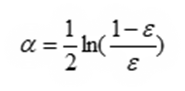 α = 1/2 ln((1-ε)/ε)